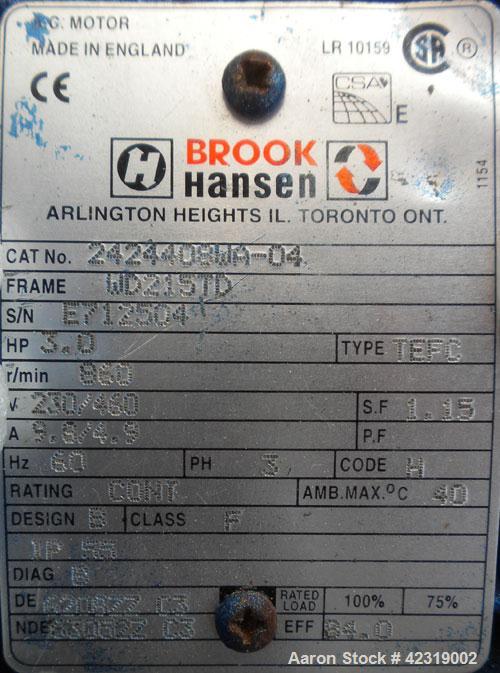 A.C. MOTOR
MADE IN ENGLAND LR 10159 ®
CE CSA E
H BROOK Hansen
1154
ARLINGTON HEIGHTS IL. TORONTO ONT.
CAT No. 2424408WA-04
FRAME WD215TD
S/N E712504
HP 3.0 TYPE TEFC
r/min 860
V 230/460 S.F 1.15
A 9.8/4.9 P.F
Hz 60 PH 3 CODE H
RATING CONT AMB.MAX.ºC 40
DESIGN B CLASS F
IP 55
DIAG
DE 6206ZZ C3 RATED LOAD 100% 75%
NDE C3 EFF 84.0
Aaron Stock # 42319002